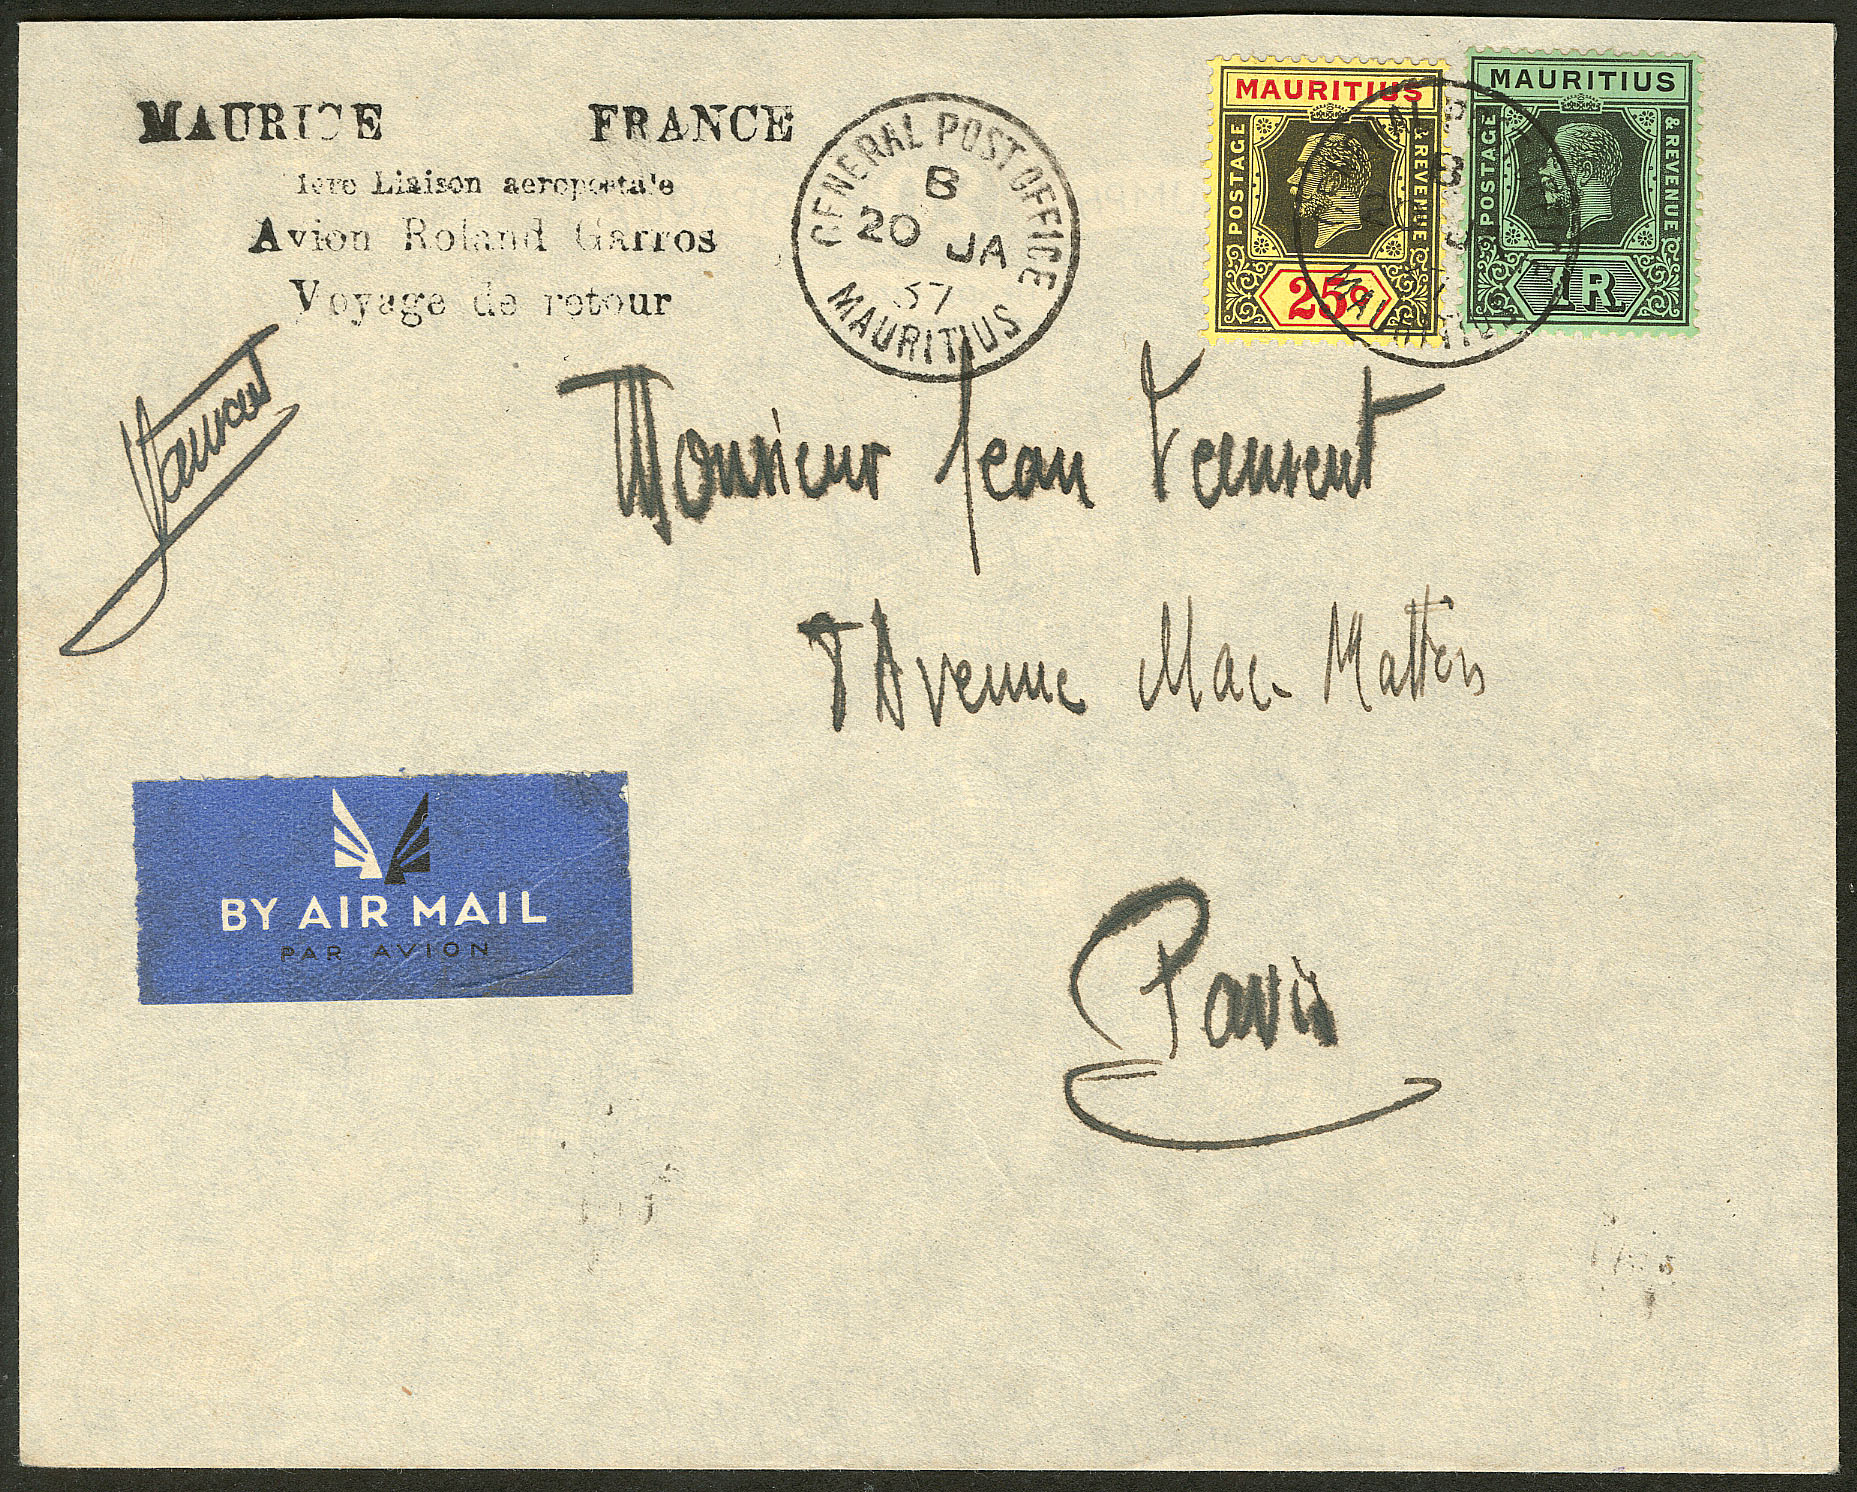 MAURICE FRANCE
1ere Liaison aeropostale
Avion Roland Garros
Voyage de retour
GENERAL POST OFFICE
B
20 JA
37
MAURITIUS
MAURITIUS
POSTAGE & REVENUE
25c
MAURITIUS
POSTAGE & REVENUE
1R
MAURITIUS
Monsieur Jean
Avenue Mac-
BY AIR MAIL
PAR AVION
Paris